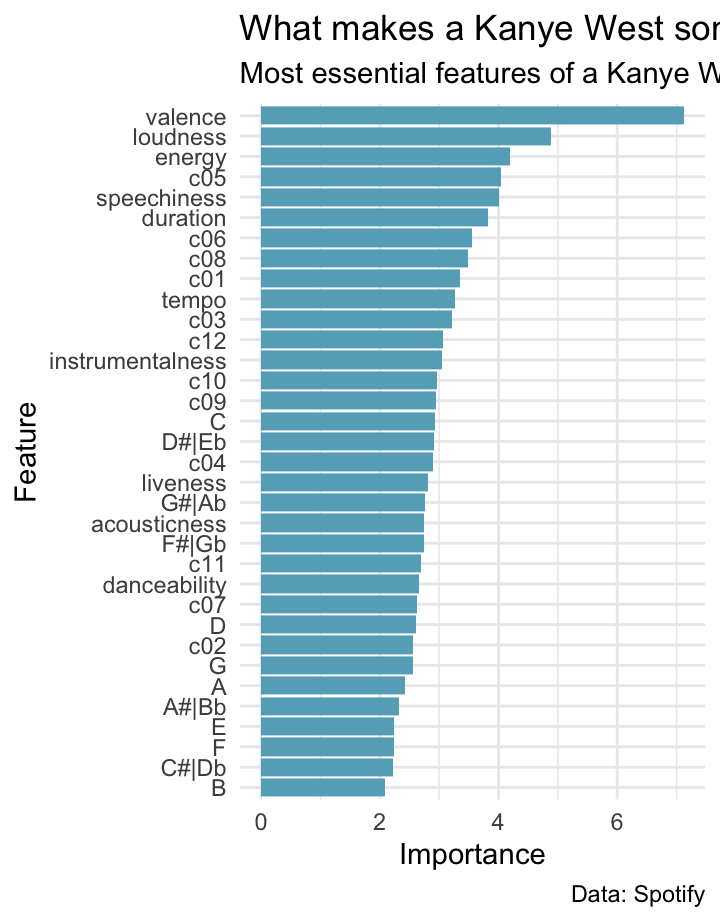 What makes a Kanye West
Most essential features of a Kanye
valence
loudness
energy
c05
speechiness
duration
c06
c08
c01
tempo
c03
c12
instrumentalness
c10
c09
C
D#|Eb
c04
liveness
G#|Ab
acousticness
F#|Gb
c11
danceability
c07
D
c02
G
A
A#|Bb
E
F
C#|Db
B
Feature
0 2 4 6
Importance
Data: Spotify